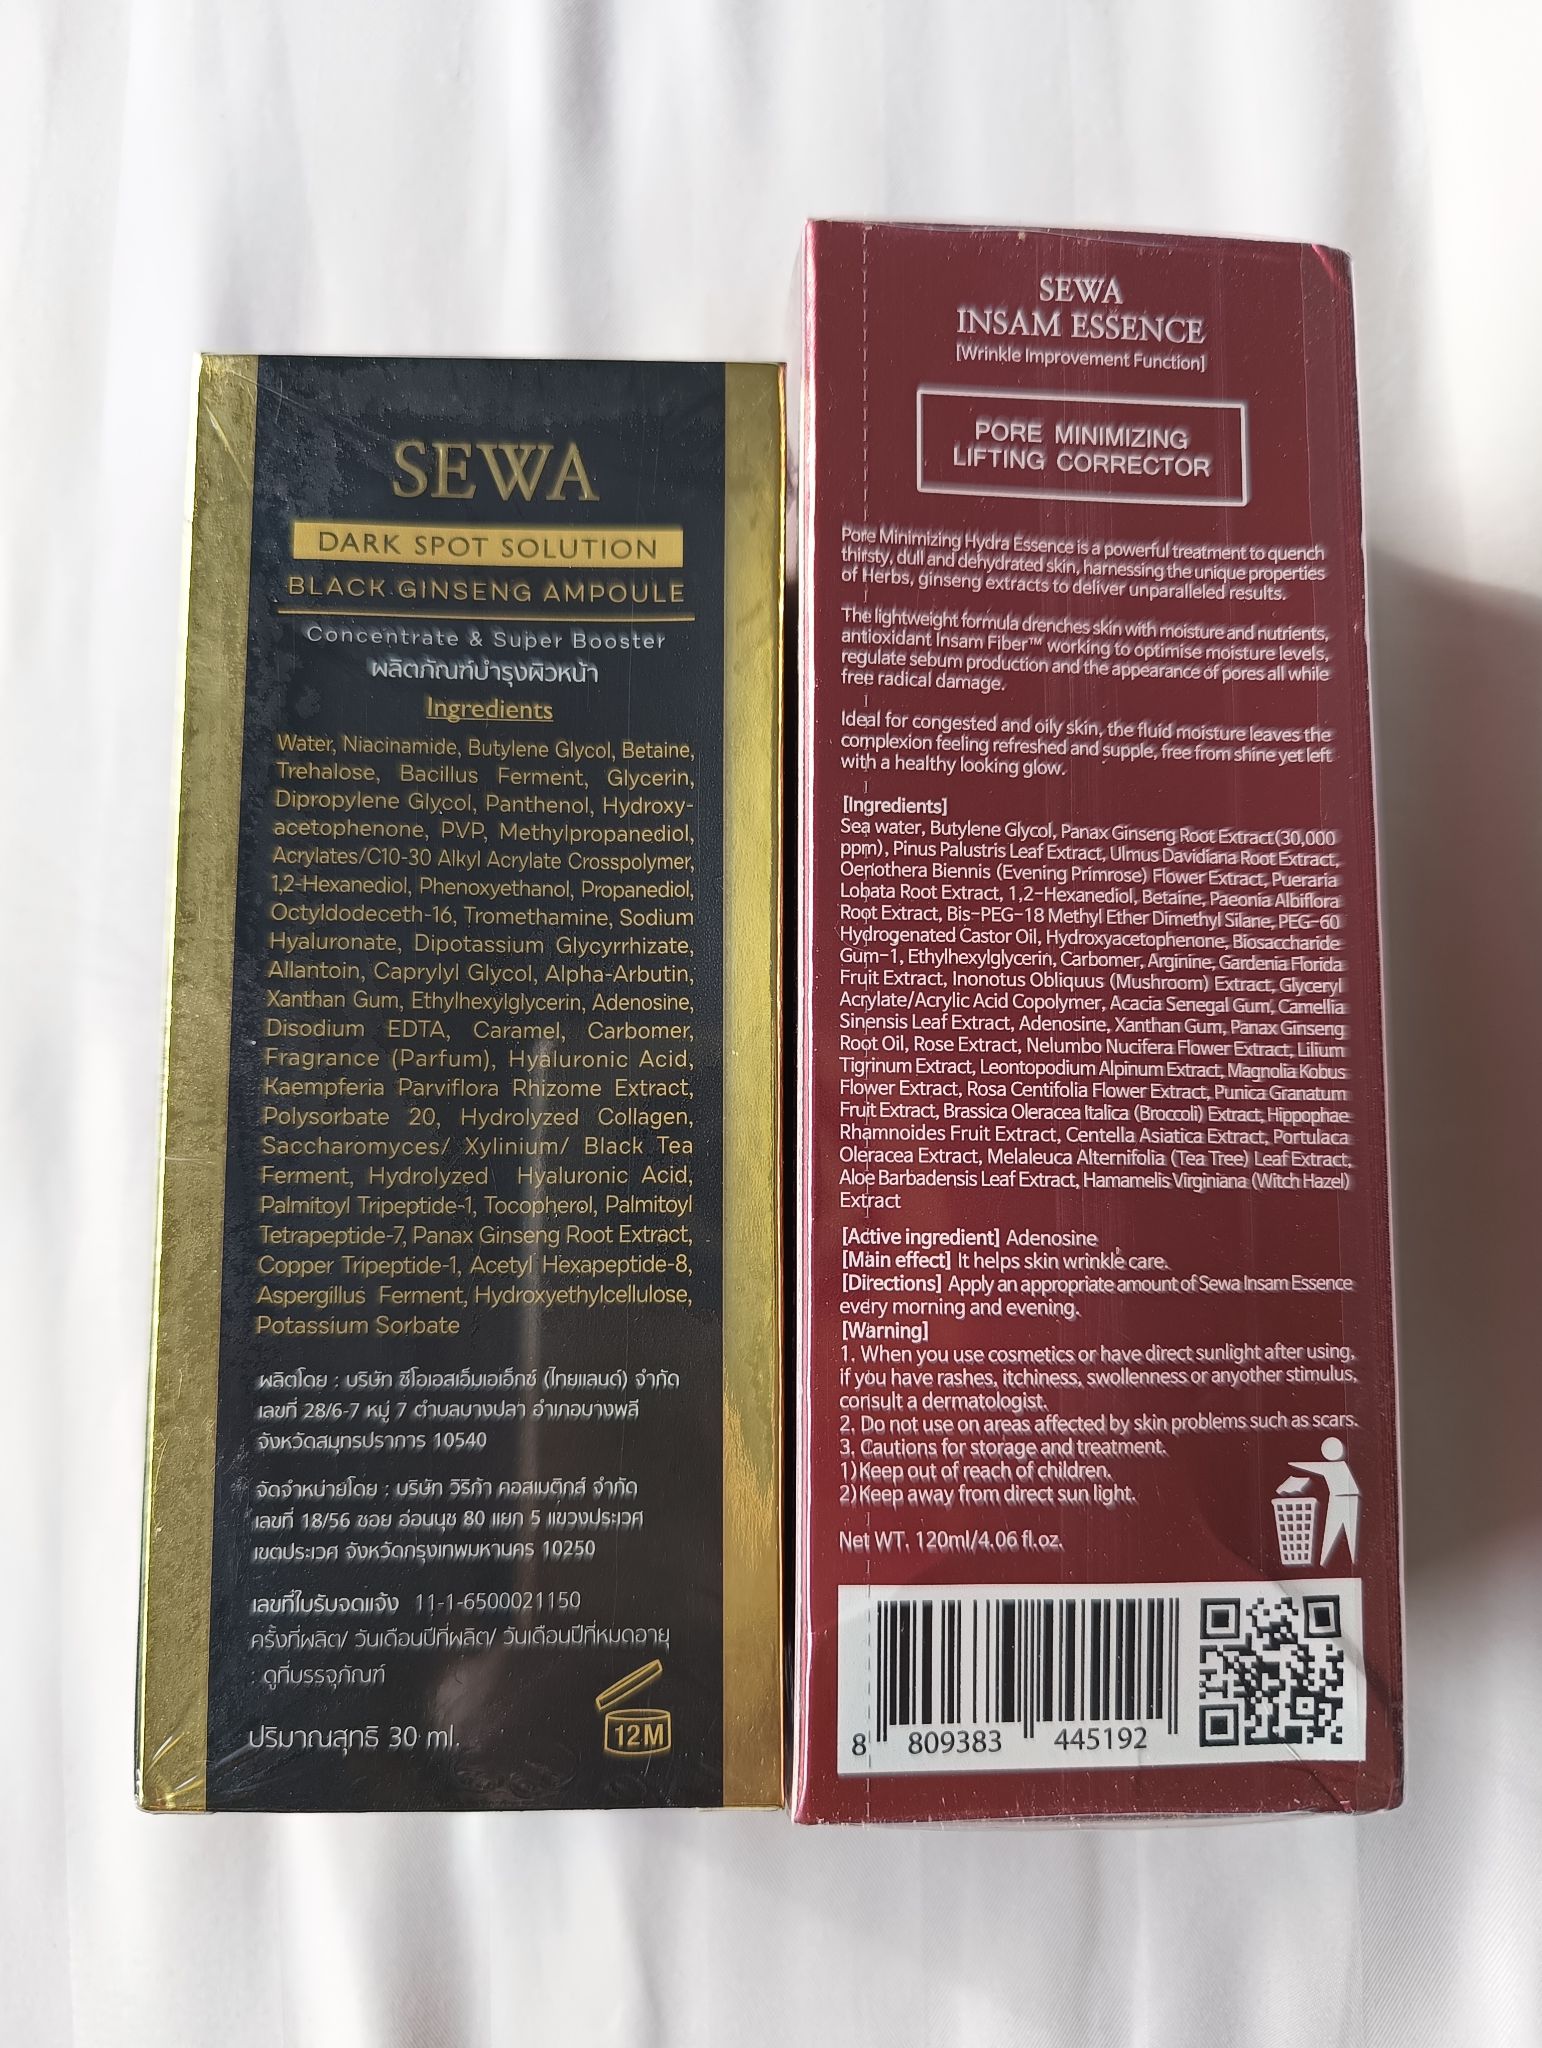 SEWA
DARK SPOT SOLUTION
BLACK GINSENG AMPOULE
Concentrate & Super Booster
ผลิตภัณฑ์บำรุงผิวหน้า
Ingredients
Water, Niacinamide, Butylene Glycol, Betaine,
Trehalose, Bacillus Ferment, Glycerin,
Dipropylene Glycol, Panthenol, Hydroxy-
acetophenone, PVP, Methylpropanediol,
Acrylates/C10-30 Alkyl Acrylate Crosspolymer,
1,2-Hexanediol, Phenoxyethanol, Propanediol,
Octyldodeceth-16, Tromethamine, Sodium
Hyaluronate, Dipotassium Glycyrrhizate,
Allantoin, Caprylyl Glycol, Alpha-Arbutin,
Xanthan Gum, Ethylhexylglycerin, Adenosine,
Disodium EDTA, Caramel, Carbomer,
Fragrance (Parfum), Hyaluronic Acid,
Kaempferia Parviflora Rhizome Extract,
Polysorbate 20, Hydrolyzed Collagen,
Saccharomyces/ Xylinium/ Black Tea
Ferment, Hydrolyzed Hyaluronic Acid,
Palmitoyl Tripeptide-1, Tocopherol, Palmitoyl
Tetrapeptide-7, Panax Ginseng Root Extract,
Copper Tripeptide-1, Acetyl Hexapeptide-8,
Aspergillus Ferment, Hydroxyethylcellulose,
Potassium Sorbate
ผลิตโดย : บริษัท ซีโอเอสเอ็มเอเอ็กซ์ (ไทยแลนด์) จำกัด
เลขที่ 28/6-7 หมู่ 7 ตำบลบางปลา อำเภอบางพลี
จังหวัดสมุทรปราการ 10540
จัดจำหน่ายโดย : บริษัท วิริก้า คอสเมติกส์ จำกัด
เลขที่ 18/56 ซอย อ่อนนุช 80 แยก 5 แขวงประเวศ
เขตประเวศ จังหวัดกรุงเทพมหานคร 10250
เลขที่ใบรับจดแจ้ง 11-1-6500021150
ครั้งที่ผลิต/ วันเดือนปีที่ผลิต/ วันเดือนปีที่หมดอายุ
: ดูที่บรรจุภัณฑ์
ปริมาณสุทธิ 30 ml.
12M
SEWA
INSAM ESSENCE
[Wrinkle Improvement Function]
PORE MINIMIZING
LIFTING CORRECTOR
Pore Minimizing Hydra Essence is a powerful treatment to quench
thirsty, dull and dehydrated skin, harnessing the unique properties
of Herbs, ginseng extracts to deliver unparalleled results.
The lightweight formula drenches skin with moisture and nutrients,
antioxidant Insam Fiber™ working to optimise moisture levels,
regulate sebum production and the appearance of pores all while
free radical damage.
Ideal for congested and oily skin, the fluid moisture leaves the
complexion feeling refreshed and supple, free from shine yet left
with a healthy looking glow.
[Ingredients]
Sea water, Butylene Glycol, Panax Ginseng Root Extract(30,000
ppm), Pinus Palustris Leaf Extract, Ulmus Davidiana Root Extract,
Oenothera Biennis (Evening Primrose) Flower Extract, Pueraria
Lobata Root Extract, 1,2-Hexanediol, Betaine, Paeonia Albiflora
Root Extract, Bis-PEG-18 Methyl Ether Dimethyl Silane, PEG-60
Hydrogenated Castor Oil, Hydroxyacetophenone, Biosaccharide
Gum-1, Ethylhexylglycerin, Carbomer, Arginine, Gardenia Florida
Fruit Extract, Inonotus Obliquus (Mushroom) Extract, Glyceryl
Acrylate/Acrylic Acid Copolymer, Acacia Senegal Gum, Camellia
Sinensis Leaf Extract, Adenosine, Xanthan Gum, Panax Ginseng
Root Oil, Rose Extract, Nelumbo Nucifera Flower Extract, Lilium
Tigrinum Extract, Leontopodium Alpinum Extract, Magnolia Kobus
Flower Extract, Rosa Centifolia Flower Extract, Punica Granatum
Fruit Extract, Brassica Oleracea Italica (Broccoli) Extract, Hippophae
Rhamnoides Fruit Extract, Centella Asiatica Extract, Portulaca
Oleracea Extract, Melaleuca Alternifolia (Tea Tree) Leaf Extract,
Aloe Barbadensis Leaf Extract, Hamamelis Virginiana (Witch Hazel)
Extract
[Active ingredient] Adenosine
[Main effect] It helps skin wrinkle care.
[Directions] Apply an appropriate amount of Sewa Insam Essence
every morning and evening.
[Warning]
1. When you use cosmetics or have direct sunlight after using,
if you have rashes, itchiness, swollenness or anyother stimulus,
consult a dermatologist.
2. Do not use on areas affected by skin problems such as scars.
3. Cautions for storage and treatment.
1)Keep out of reach of children.
2)Keep away from direct sun light.
Net WT. 120ml/4.06 fl.oz.
8 809383 445192